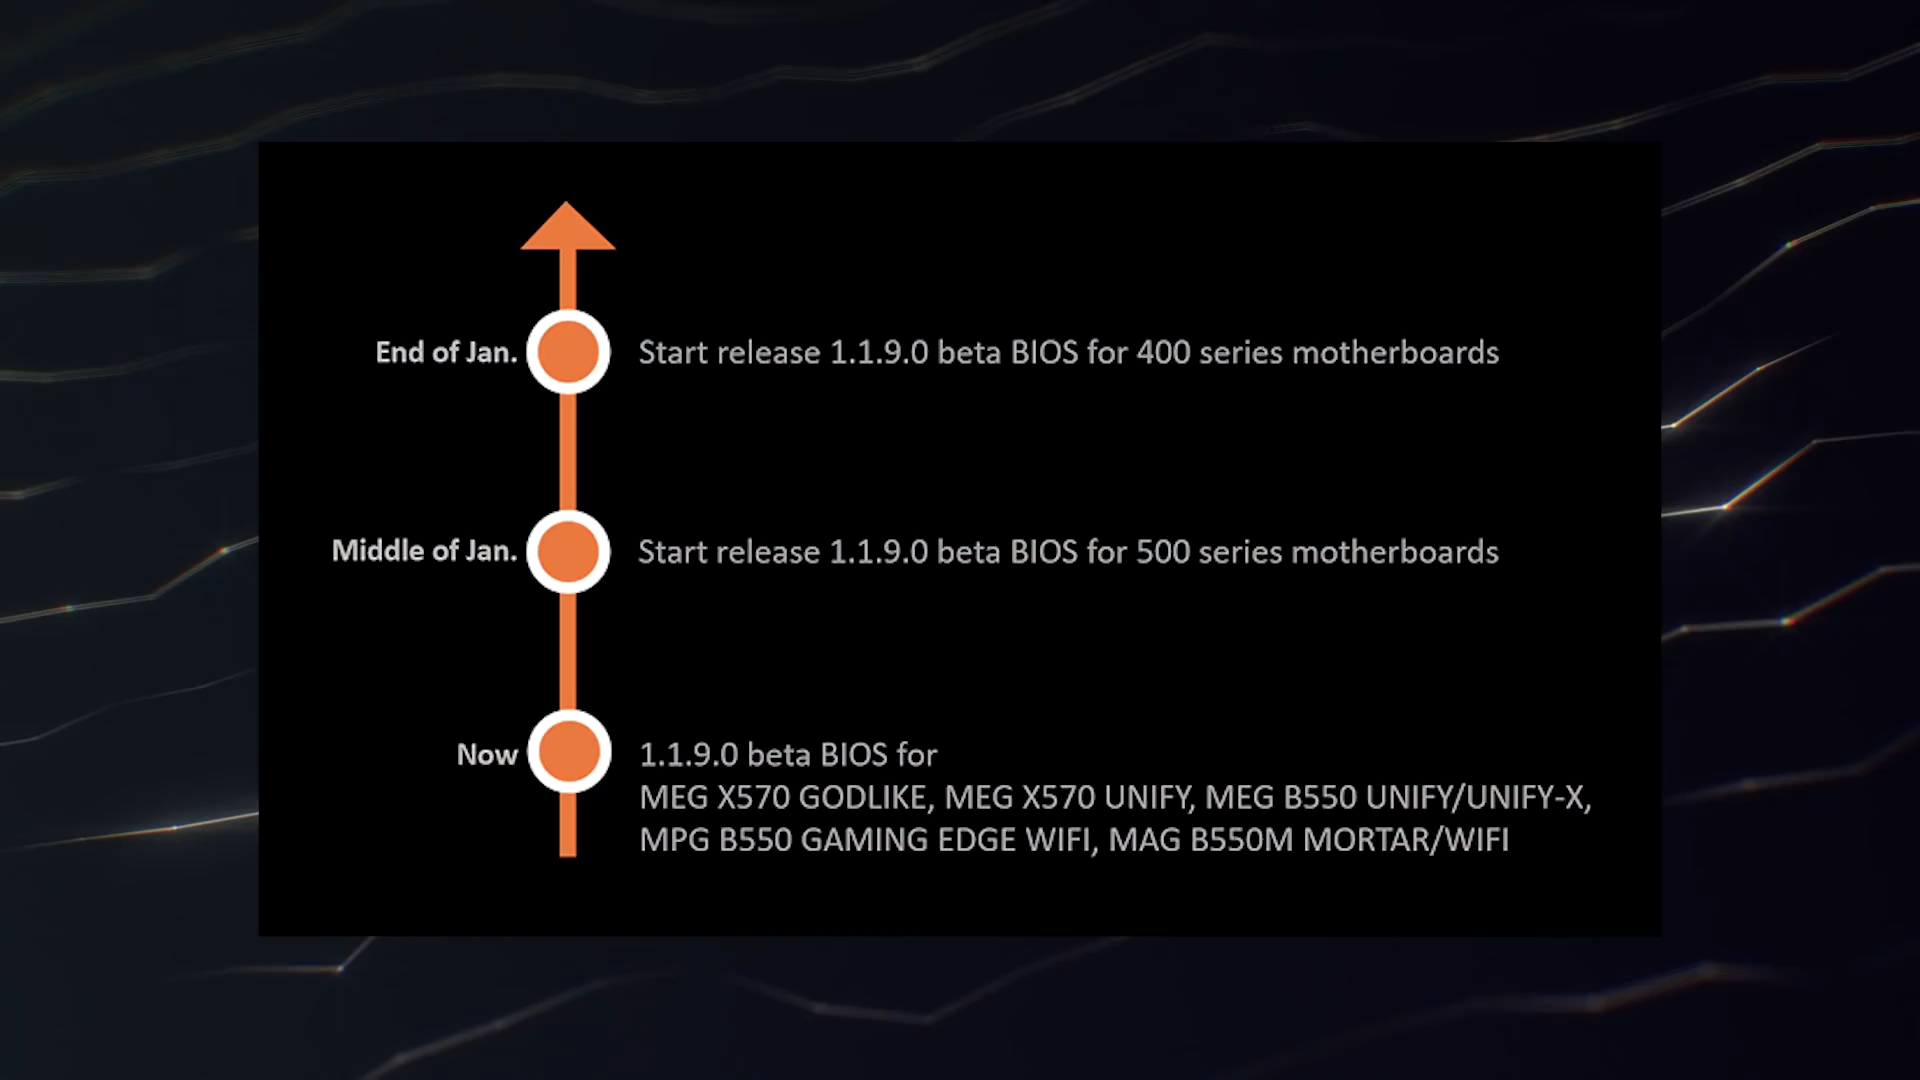 End of Jan. Start release 1.1.9.0 beta BIOS for 400 series motherboards
Middle of Jan. Start release 1.1.9.0 beta BIOS for 500 series motherboards
Now 1.1.9.0 beta BIOS for
MEG X570 GODLIKE, MEG X570 UNIFY, MEG B550 UNIFY/UNIFY-X,
MPG B550 GAMING EDGE WIFI, MAG B550M MORTAR/WIFI